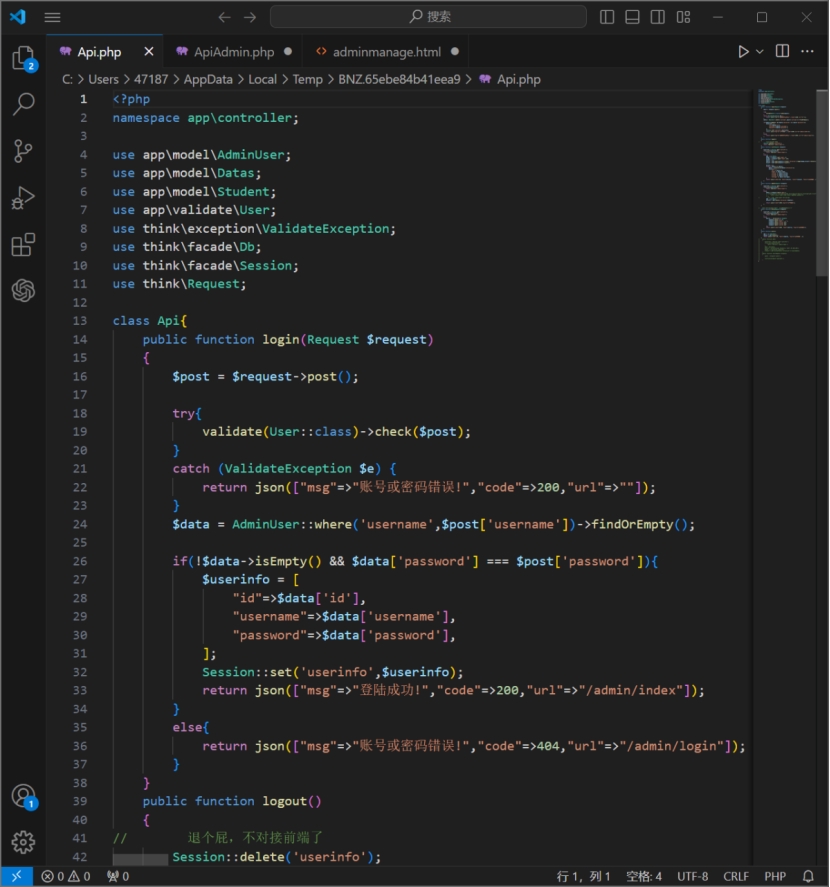 搜索
Api.php
ApiAdmin.php
adminmanage.html
C: > Users > 47187 > AppData > Local > Temp > BNZ.65ebe84b41eea9 > Api.php
1 <?php
2 namespace app\controller;
3
4 use app\model\AdminUser;
5 use app\model\Datas;
6 use app\model\Student;
7 use app\validate\User;
8 use think\exception\ValidateException;
9 use think\facade\Db;
10 use think\facade\Session;
11 use think\Request;
12
13 class Api{
14 public function login(Request $request)
15 {
16 $post = $request->post();
17
18 try{
19 validate(User::class)->check($post);
20 }
21 catch (ValidateException $e) {
22 return json(["msg"=>"账号或密码错误!","code"=>200,"url"=>""]);
23 }
24 $data = AdminUser::where('username',$post['username'])->findOrEmpty();
25
26 if(!$data->isEmpty() && $data['password'] === $post['password']){
27 $userinfo = [
28 "id"=>$data['id'],
29 "username"=>$data['username'],
30 "password"=>$data['password'],
31 ];
32 Session::set('userinfo',$userinfo);
33 return json(["msg"=>"登陆成功!","code"=>200,"url"=>"/admin/index"]);
34 }
35 else{
36 return json(["msg"=>"账号或密码错误!","code"=>404,"url"=>"/admin/login"]);
37 }
38 }
39 public function logout()
40 {
41 // 退个屁，不对接前端了
42 Session::delete('userinfo');
2
1
0 0 0 行 1，列 1 空格: 4 UTF-8 CRLF PHP